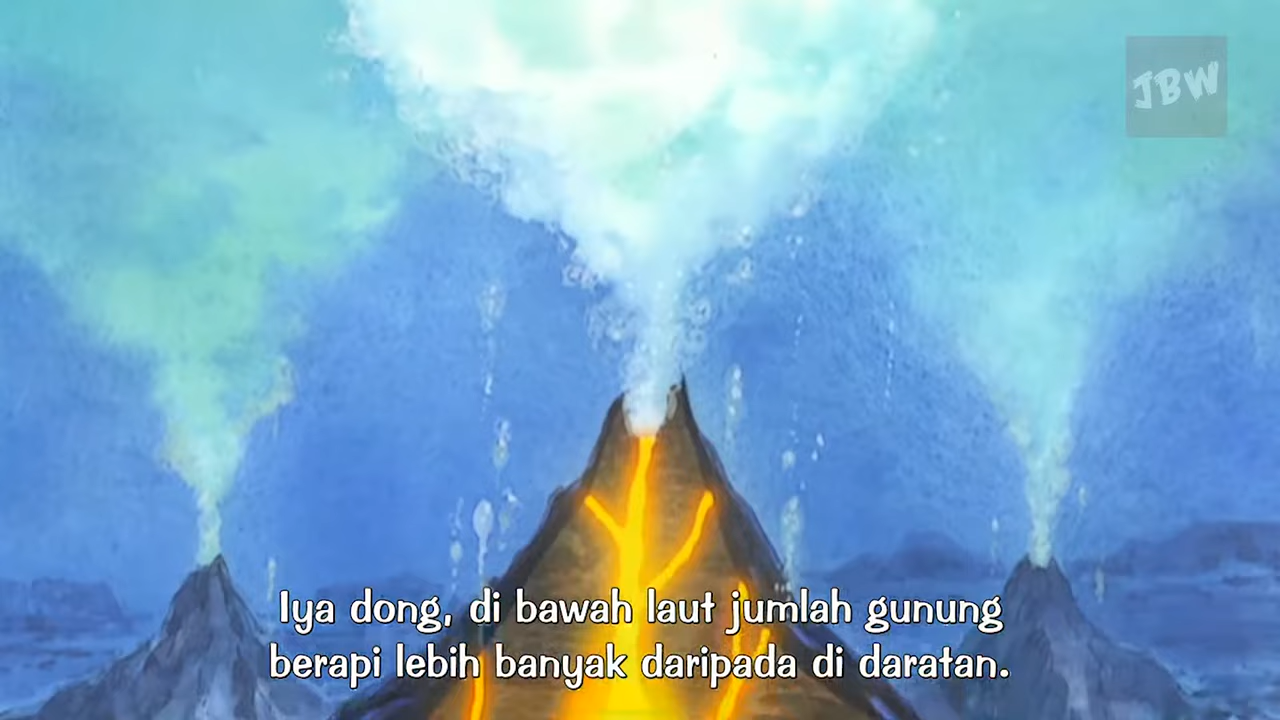 JBW
Iya dong, di bawah laut jumlah gunung
berapi lebih banyak daripada di daratan.